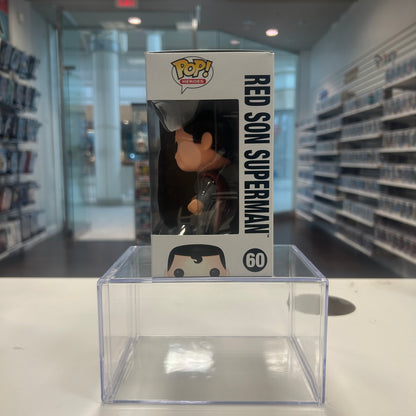 POP!
HEROES
RED SON SUPERMAN
60